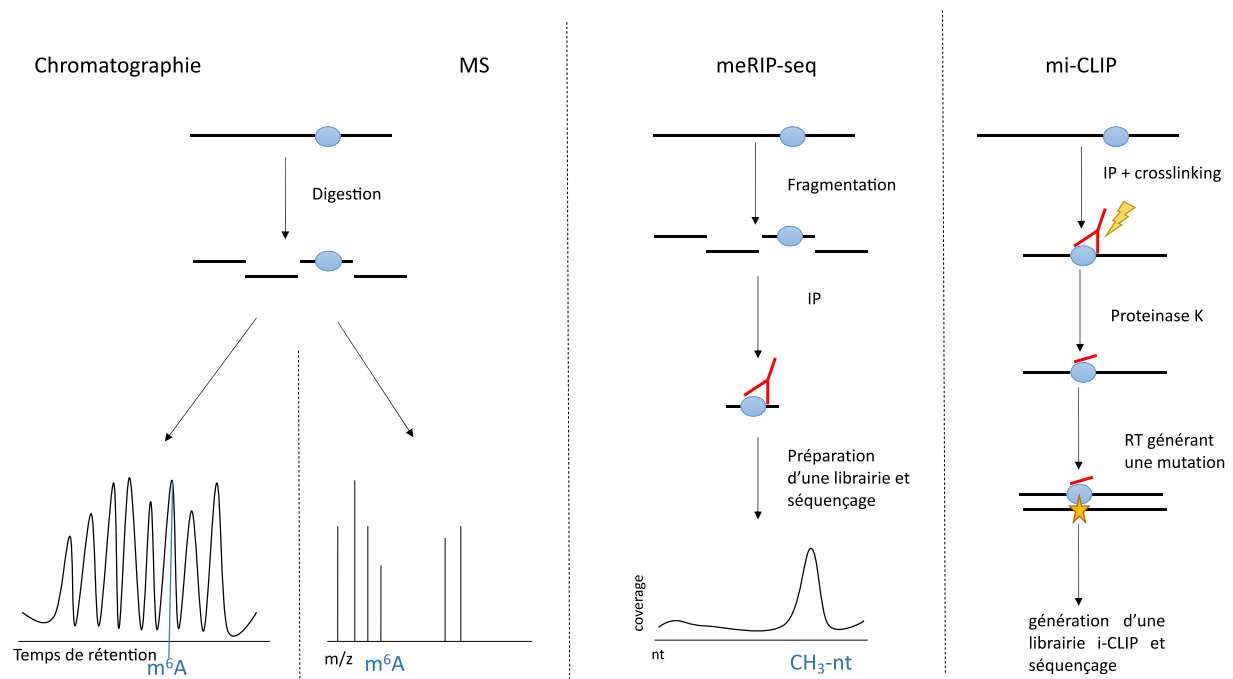 Chromatographie
MS
Digestion
Temps de rétention
m⁶A
m/z
m⁶A
meRIP-seq
Fragmentation
IP
Préparation
d'une librairie et
séquençage
coverage
nt
CH₃-nt
mi-CLIP
IP + crosslinking
Proteinase K
RT générant
une mutation
génération d'une
librairie i-CLIP et
séquençage